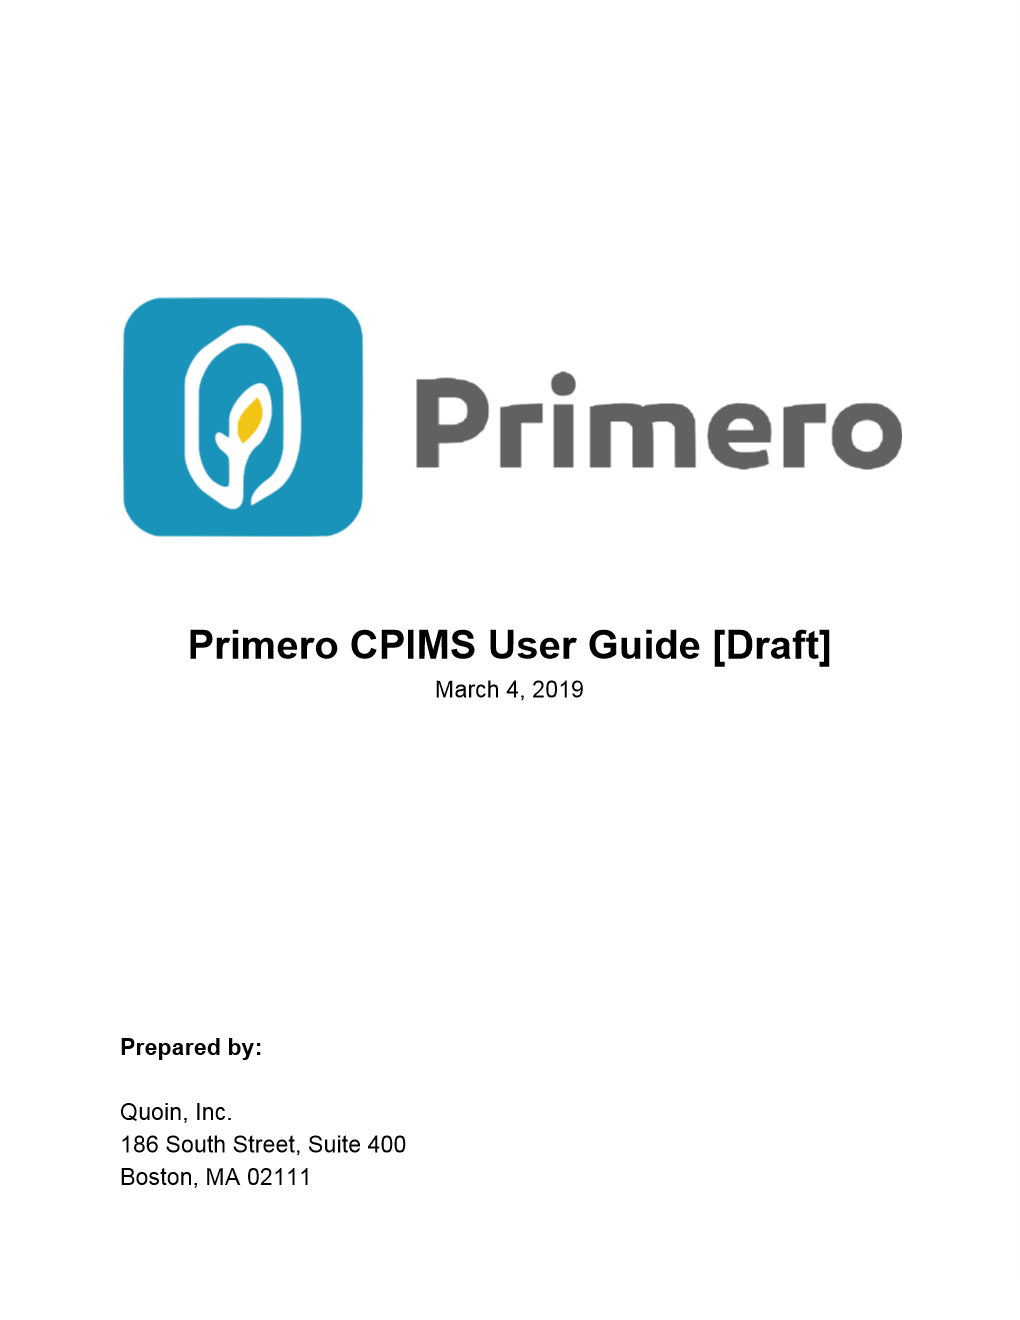 Primero
Primero CPIMS User Guide [Draft]
March 4, 2019
Prepared by:
Quoin, Inc.
186 South Street, Suite 400
Boston, MA 02111